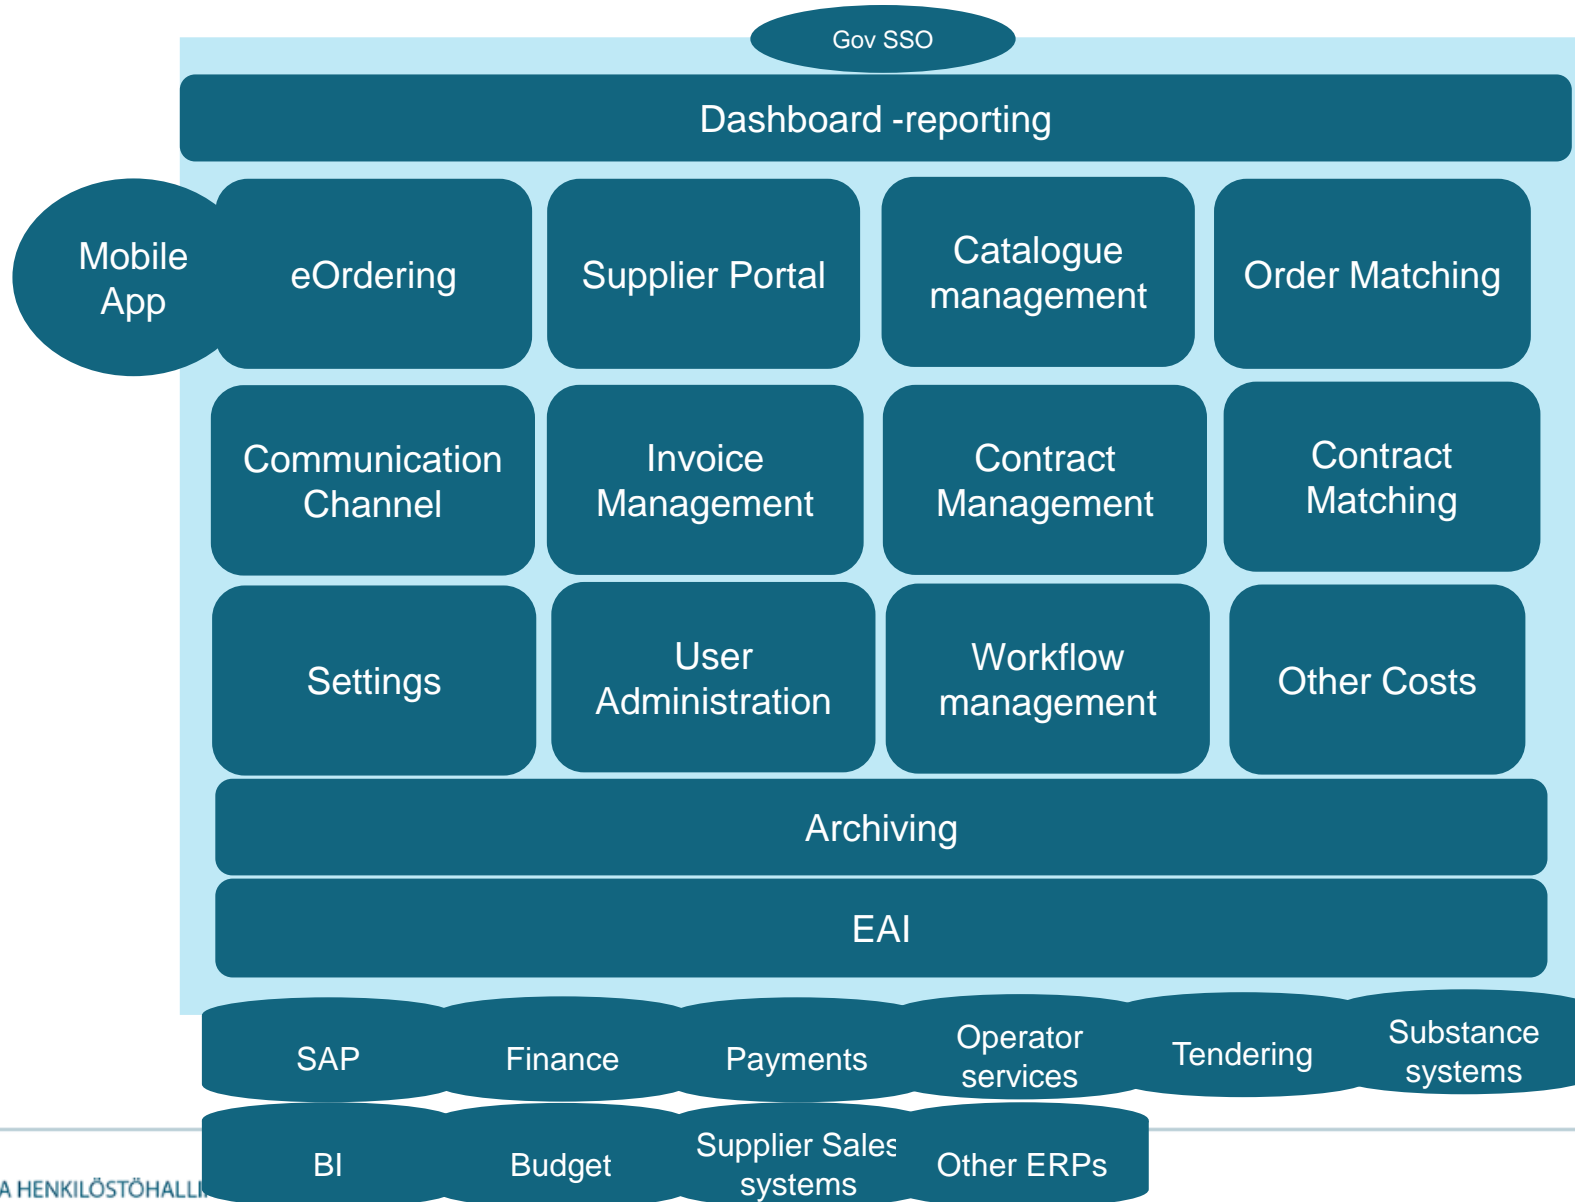 Gov SSO
Dashboard -reporting
Mobile
App
eOrdering
Supplier Portal
Catalogue
management
Order Matching
Communication
Channel
Invoice
Management
Contract
Management
Contract
Matching
Settings
User
Administration
Workflow
management
Other Costs
Archiving
EAI
SAP
Finance
Payments
Operator
services
Tendering
Substance
systems
BI
Budget
Supplier Sales
systems
Other ERPs
A